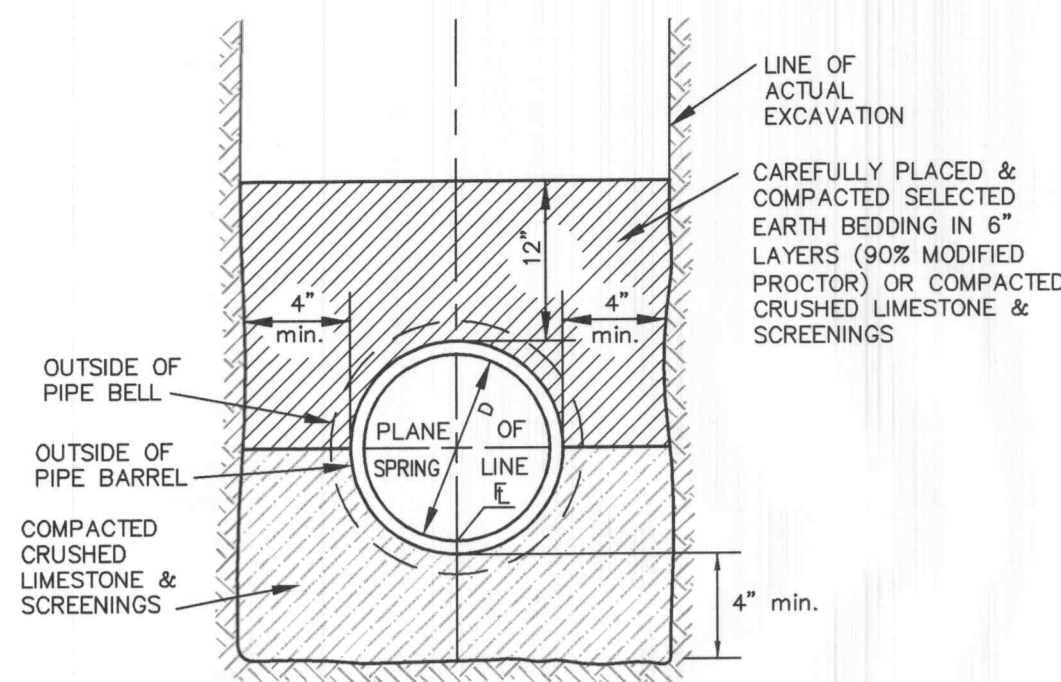 LINE OF
ACTUAL
EXCAVATION
CAREFULLY PLACED &
COMPACTED SELECTED
EARTH BEDDING IN 6"
LAYERS (90% MODIFIED
PROCTOR) OR COMPACTED
CRUSHED LIMESTONE &
SCREENINGS
12"
4"
min.
4"
min.
OUTSIDE OF
PIPE BELL
OUTSIDE OF
PIPE BARREL
COMPACTED
CRUSHED
LIMESTONE &
SCREENINGS
D
PLANE OF
SPRING LINE
4" min.